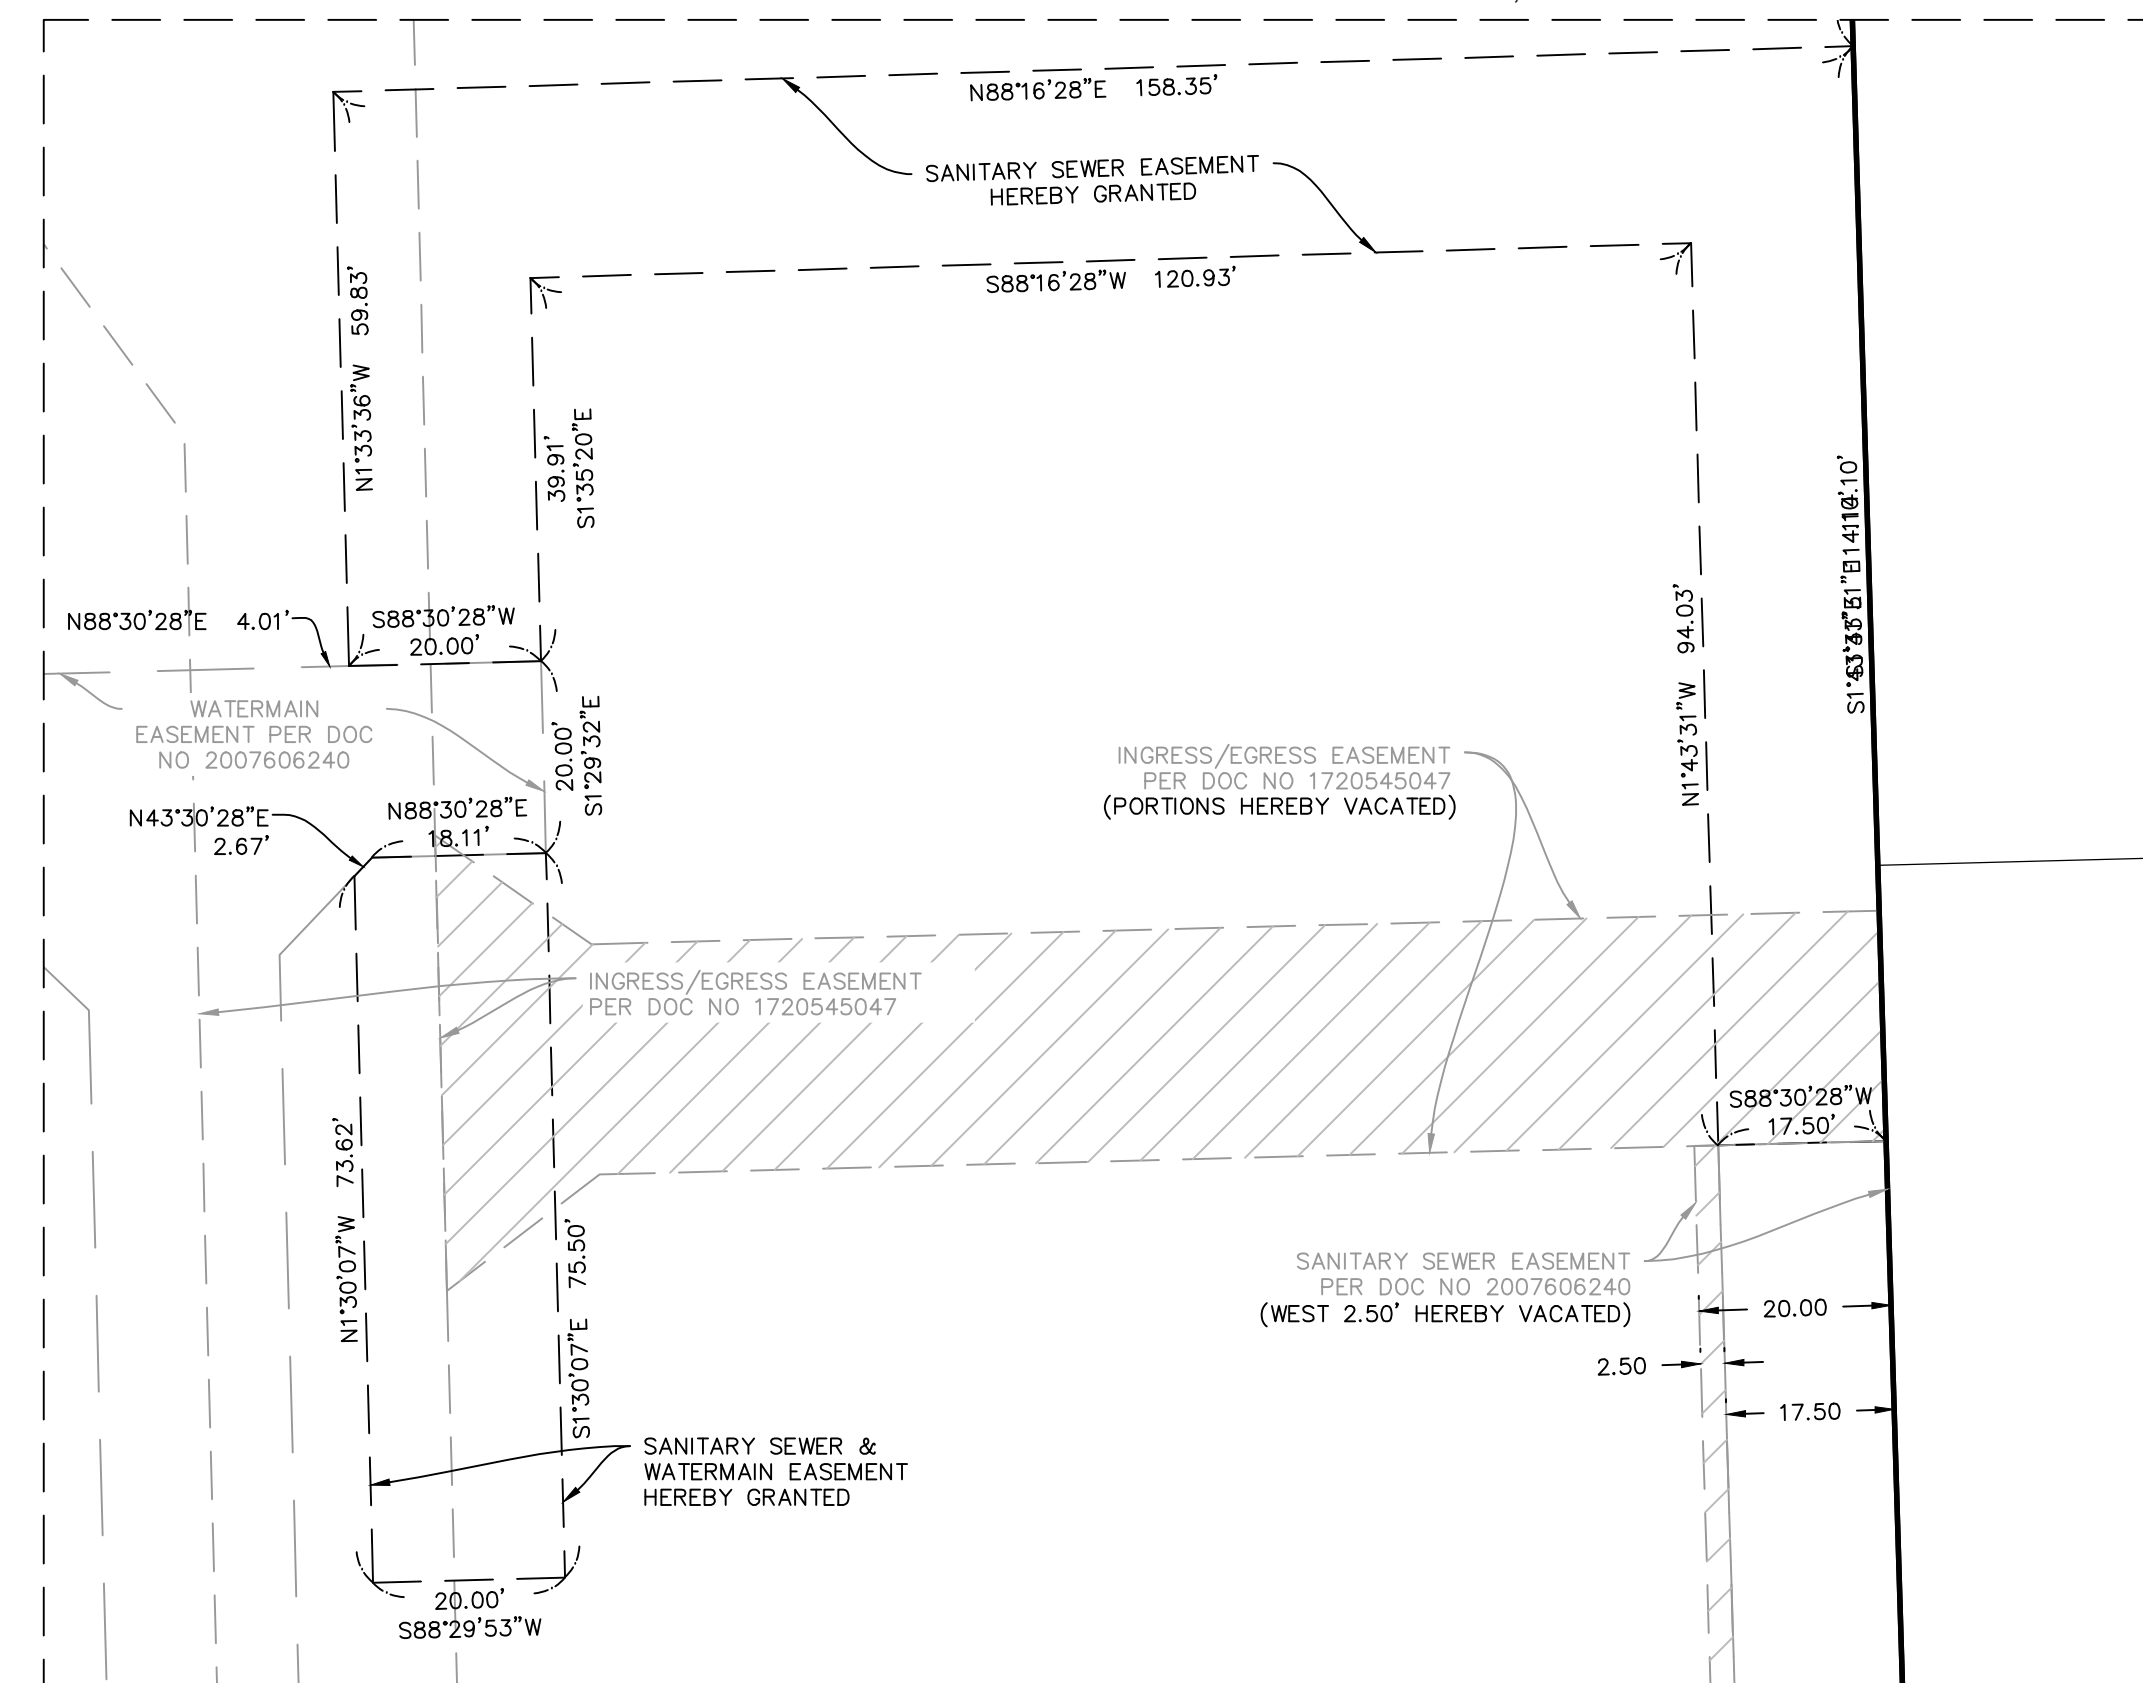 N88°16'28"E 158.35'
SANITARY SEWER EASEMENT
HEREBY GRANTED
S88°16'28"W 120.93'
N1°33'36"W 59.83'
39.91'
S1°35'20"E
N88°30'28"E 4.01'
S88°30'28"W
20.00'
WATERMAIN
EASEMENT PER DOC
NO 2007606240
20.00'
S1°29'32"E
N1°43'31"W 94.03'
INGRESS/EGRESS EASEMENT
PER DOC NO 1720545047
(PORTIONS HEREBY VACATED)
N43°30'28"E
2.67'
N88°30'28"E
18.11'
INGRESS/EGRESS EASEMENT
PER DOC NO 1720545047
S88°30'28"W
17.50'
N1°30'07"W 73.62'
S1°30'07"E 75.50'
SANITARY SEWER EASEMENT
PER DOC NO 2007606240
(WEST 2.50' HEREBY VACATED)
20.00
2.50
17.50
SANITARY SEWER &
WATERMAIN EASEMENT
HEREBY GRANTED
20.00'
S88°29'53"W